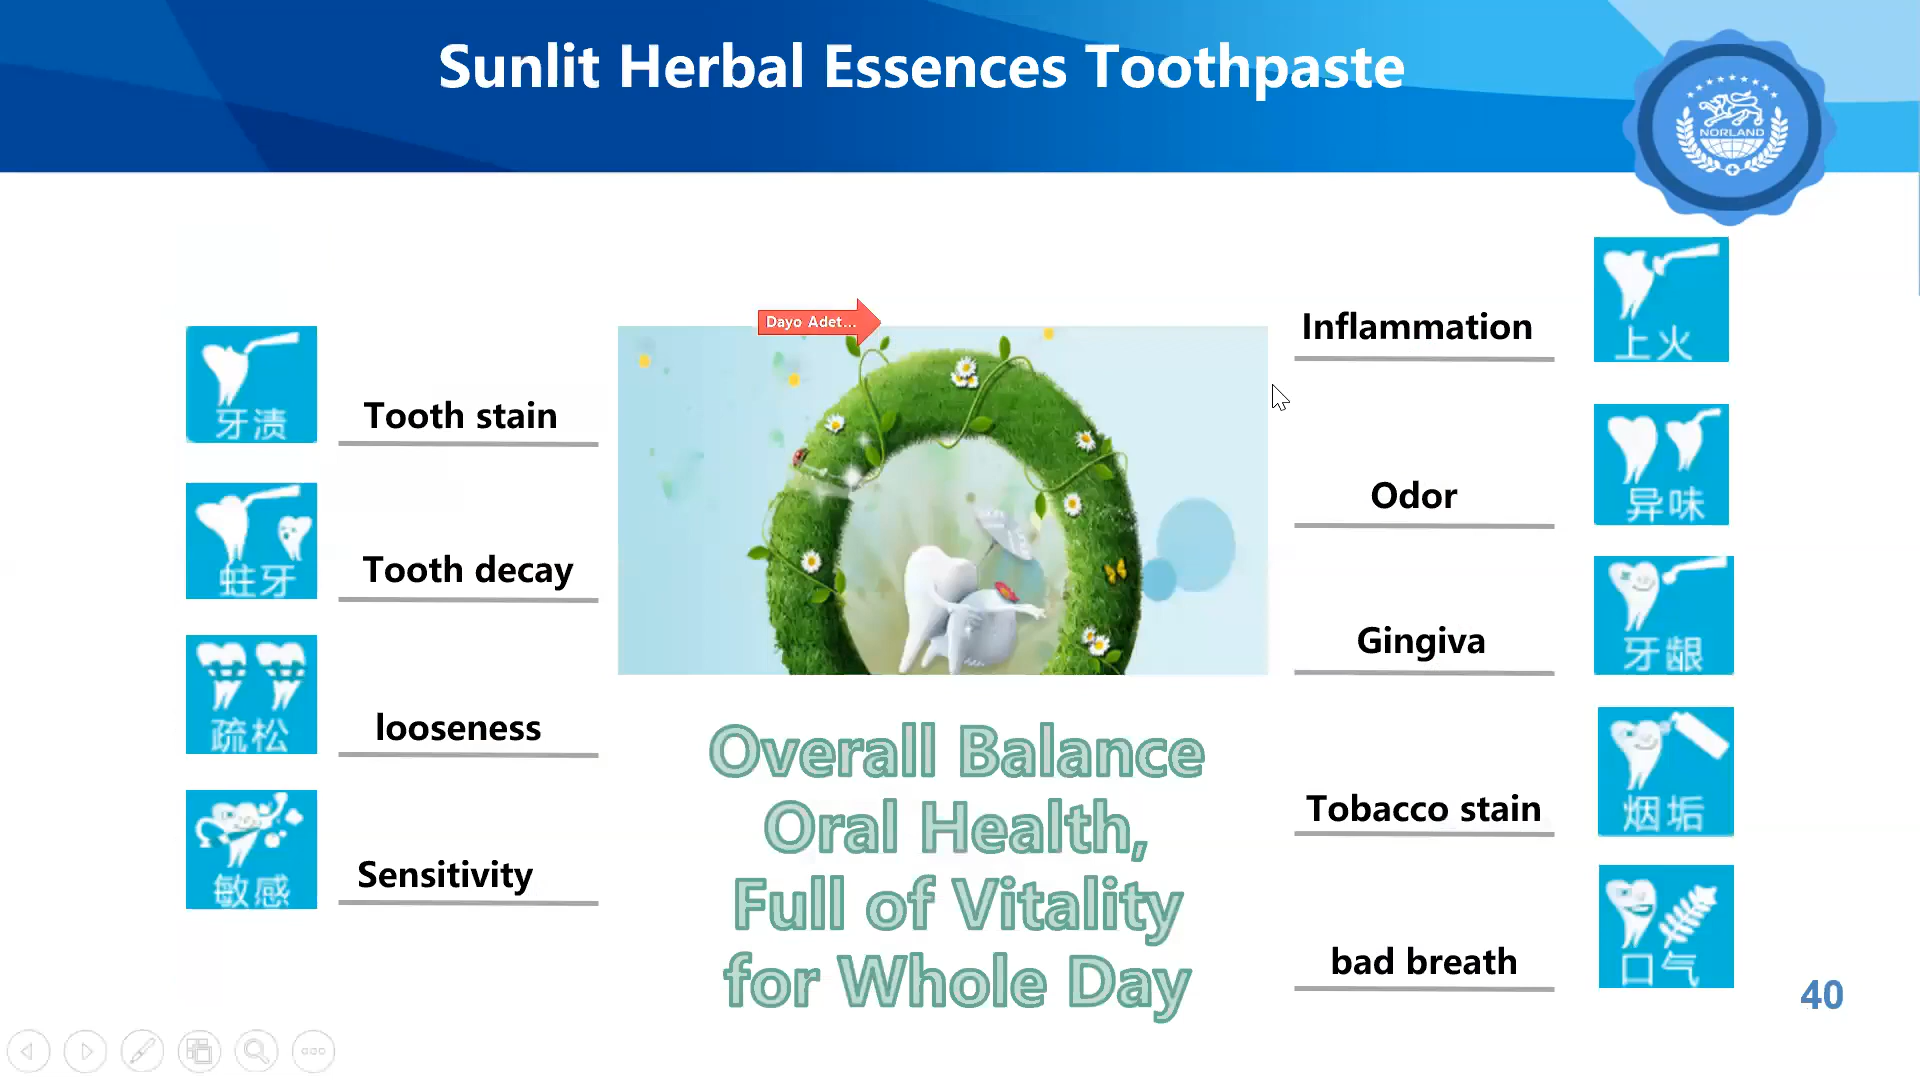 Sunlit Herbal Essences Toothpaste
NORLAND
Dayo Adet...
牙渍
Tooth stain
蛀牙
Tooth decay
疏松
looseness
敏感
Sensitivity
Overall Balance
Oral Health,
Full of Vitality
for Whole Day
Inflammation
上火
Odor
异味
Gingiva
牙龈
Tobacco stain
烟垢
bad breath
口气
40